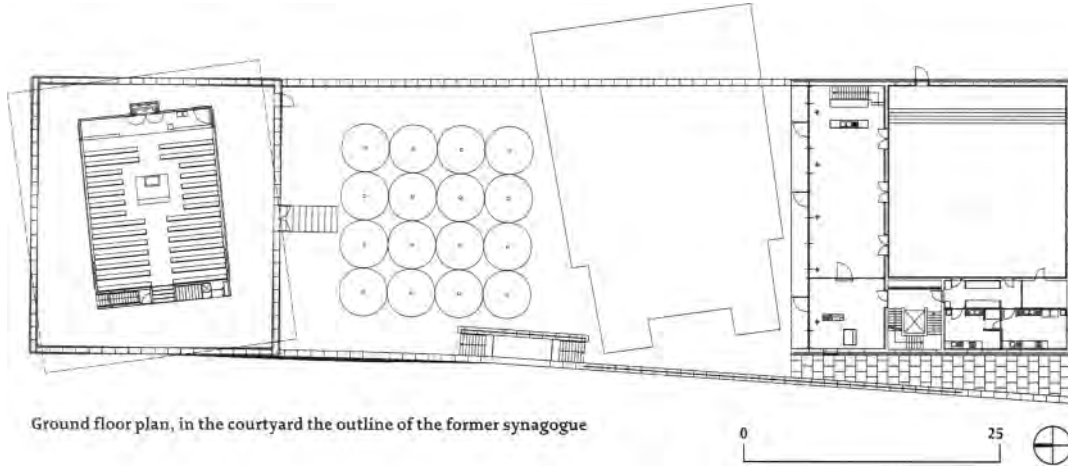 Ground floor plan, in the courtyard the outline of the former synagogue
0 25